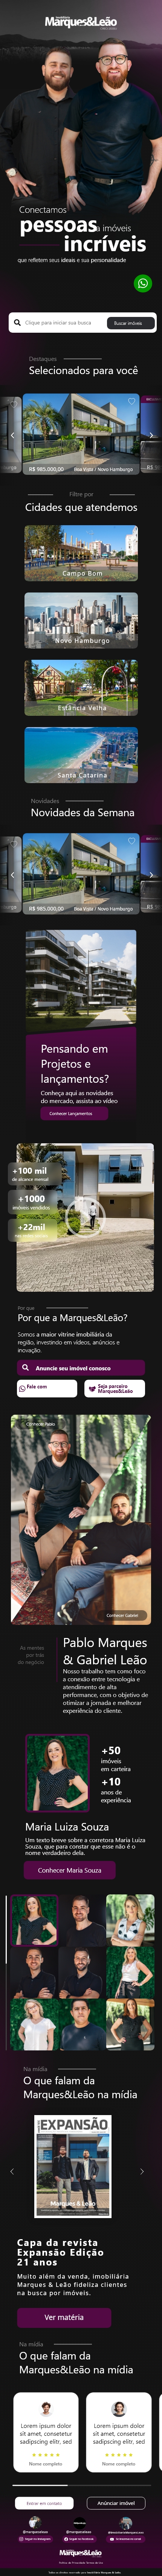 Marques&Leão
Conectamos
pessoas a imóveis
incríveis
que refletem seus ideais e sua personalidade
Clique para iniciar sua busca
Buscar imóveis
Destaques
Selecionados para você
R$ 985.000,00
Boa Vista / Novo Hamburgo
Filtre por
Cidades que atendemos
Campo Bom
Novo Hamburgo
Estância Velha
Santa Catarina
Novidades
Novidades da Semana
R$ 985.000,00
Boa Vista / Novo Hamburgo
Pensando em
Projetos e
lançamentos?
Conheça aqui as novidades
do mercado, assista ao vídeo
Conhecer Lançamentos
+100 mil
de alcance mensal
+1000
imóveis vendidos
+22mil
Por que
Por que a Marques&Leão?
Somos a maior vitrine imobiliária da
região, investindo em vídeos, anúncios e
inovação.
Anuncie seu imóvel conosco
Fale com
Seja parceiro
Marques&Leão
Conhecer Pablo
Conhecer Gabriel
As mentes
por trás
do negócio
Pablo Marques
& Gabriel Leão
Nosso trabalho tem como foco
a conexão entre tecnologia e
atendimento de alta
performance, com o objetivo de
otimizar a jornada e melhorar
experiência do cliente.
+50
imóveis
em carteira
+10
anos de
experiência
Maria Luiza Souza
Um texto breve sobre a corretora Maria Luiza
Souza, que para constar que esse não é o
nome verdadeiro dela.
Conhecer Maria Souza
Na mídia
O que falam da
Marques&Leão na mídia
EXPANSÃO
Marques & Leão
Capa da revista
Expansão Edição
21 anos
Muito além da venda, imobiliária
Marques & Leão fideliza clientes
na busca por imóveis.
Ver matéria
Na mídia
O que falam da
Marques&Leão na mídia
Lorem ipsum dolor
sit amet, consetetur
sadipscing elitr, sed
Nome completo
Lorem ipsum dolor
sit amet, consetetur
sadipscing elitr, sed
Nome completo
Entrar em contato
Anunciar imóvel
Marques&Leão